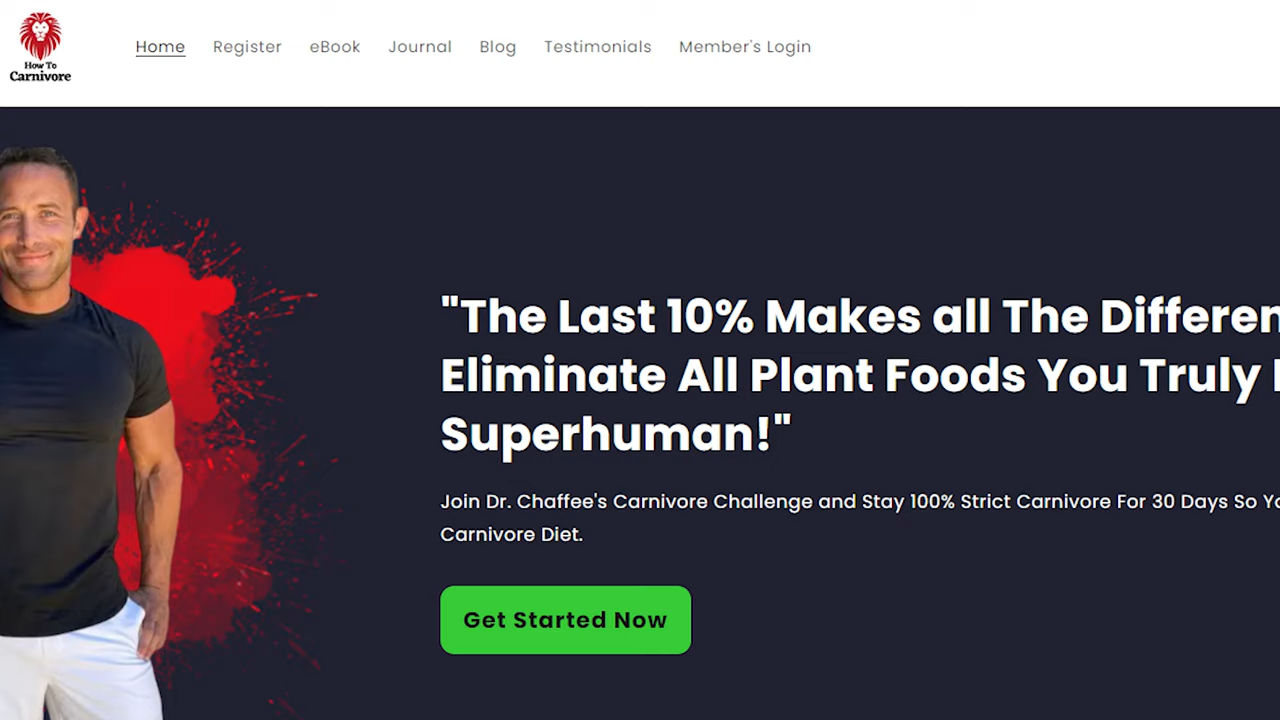 How To
Carnivore
Home Register eBook Journal Blog Testimonials Member's Login
"The Last 10% Makes all The Differen
Eliminate All Plant Foods You Truly
Superhuman!"
Join Dr. Chaffee's Carnivore Challenge and Stay 100% Strict Carnivore For 30 Days So Yo
Carnivore Diet.
Get Started Now